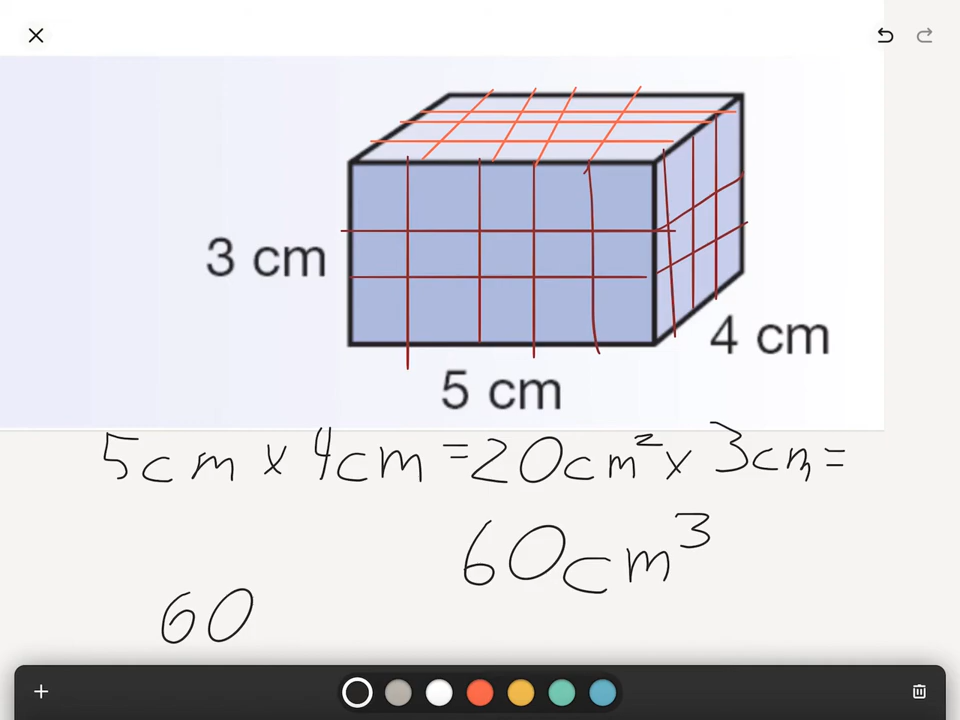 3 cm
4 cm
5 cm
5cm x 4cm = 20cm² x 3cm =
60cm³
60